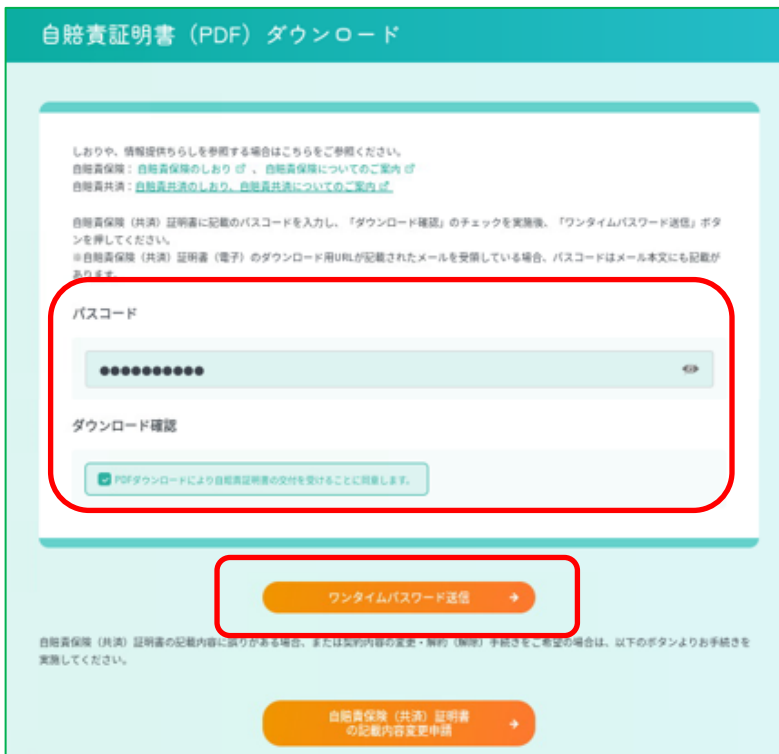 自賠責証明書（PDF）ダウンロード
しおりや、情報提供ちらしを参照する場合はこちらをご参照ください。
自賠責保険：自賠責保険のしおり 、自賠責保険についてのご案内
自賠責共済：自賠責共済のしおり、自賠責共済についてのご案内
自賠責保険（共済）証明書に記載のパスコードを入力し、「ダウンロード確認」のチェックを実施後、「ワンタイムパスワード送信」ボタ
ンを押してください。
※自賠責保険（共済）証明書（電子）のダウンロード用URLが記載されたメールを受領している場合、パスコードはメール本文にも記載が
あります。
パスコード
●●●●●●●●●●
ダウンロード確認
PDFダウンロードにより自賠責証明書の交付を受けることに同意します。
ワンタイムパスワード送信 →
自賠責保険（共済）証明書の記載内容に誤りがある場合、または契約内容の変更・解約（解除）手続きをご希望の場合は、以下のボタンよりお手続きを
実施してください。
自賠責保険（共済）証明書
の記載内容変更申請 →